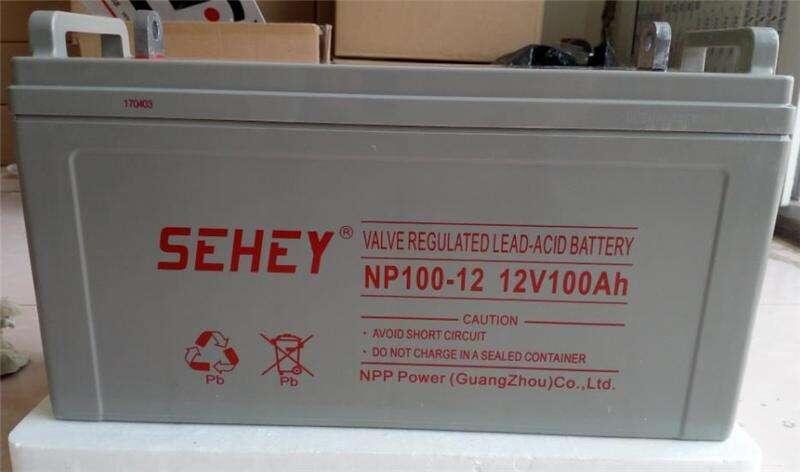 170403
SEHEY®
VALVE REGULATED LEAD-ACID BATTERY
NP100-12 12V100Ah
CAUTION
• AVOID SHORT CIRCUIT
• DO NOT CHARGE IN A SEALED CONTAINER
Pb
Pb
NPP Power (GuangZhou)Co.,Ltd.